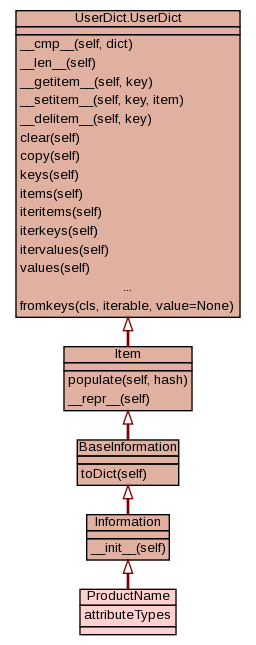 UserDict.UserDict
__cmp__(self, dict)
__len__(self)
__getitem__(self, key)
__setitem__(self, key, item)
__delitem__(self, key)
clear(self)
copy(self)
keys(self)
items(self)
iteritems(self)
iterkeys(self)
itervalues(self)
values(self)
...
fromkeys(cls, iterable, value=None)
Item
populate(self, hash)
__repr__(self)
BaseInformation
toDict(self)
Information
__init__(self)
ProductName
attributeTypes